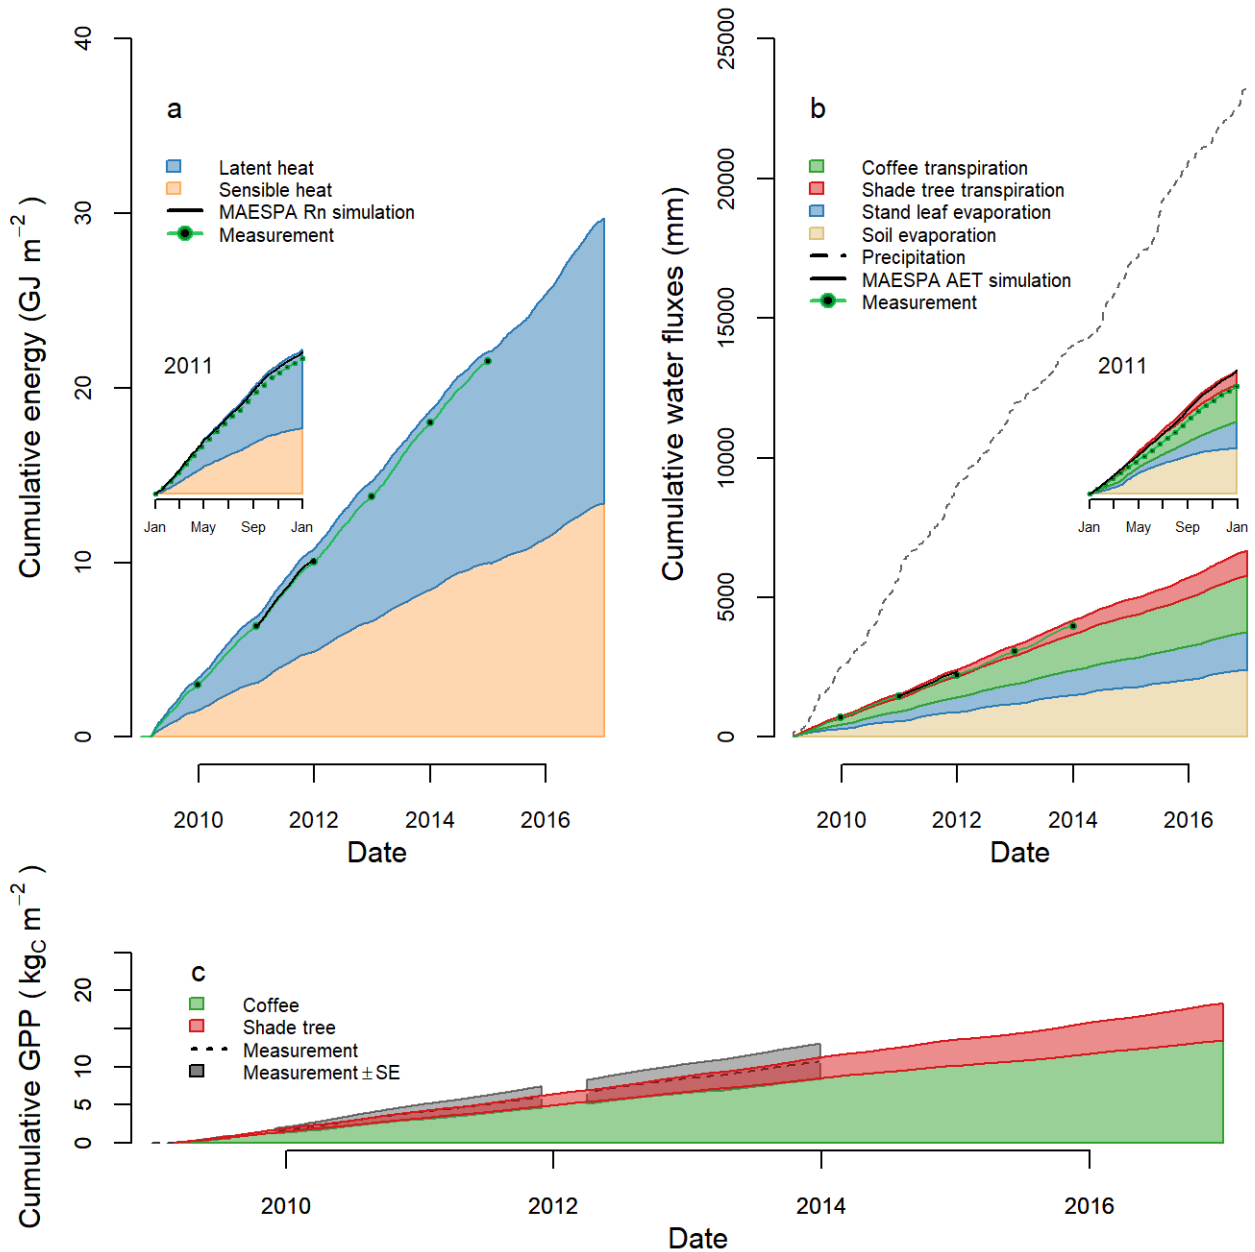 a
Latent heat
Sensible heat
MAESPA Rn simulation
Measurement
Cumulative energy (GJ m⁻²)
0
10
20
30
40
2011
Jan
May
Sep
Jan
2010
2012
2014
2016
Date
b
Coffee transpiration
Shade tree transpiration
Stand leaf evaporation
Soil evaporation
Precipitation
MAESPA AET simulation
Measurement
Cumulative water fluxes (mm)
0
5000
10000
15000
20000
25000
2011
Jan
May
Sep
Jan
2010
2012
2014
2016
Date
c
Coffee
Shade tree
Measurement
Measurement ± SE
Cumulative GPP ( kg_C m⁻² )
0
5
10
20
2010
2012
2014
2016
Date